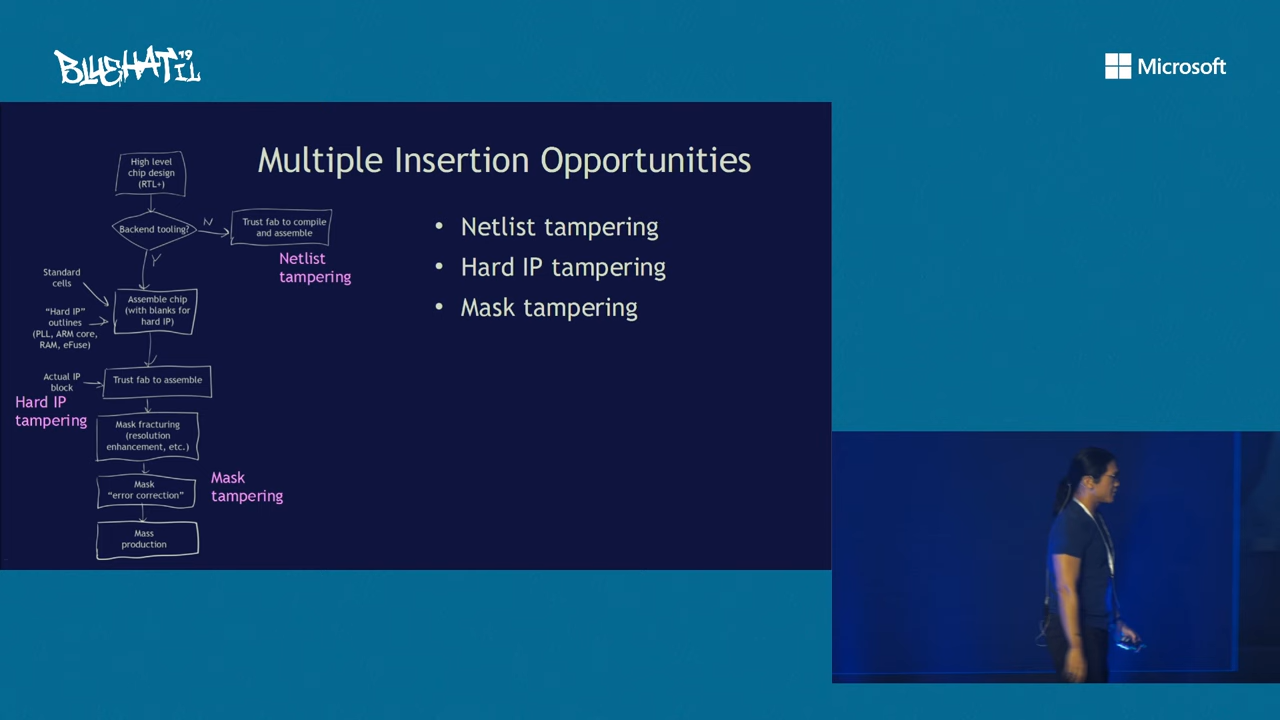 BLUEHAT IL '19
Microsoft
Multiple Insertion Opportunities
High level
chip design
(RTL+)
Backend tooling?
N
Trust fab to compile
and assemble
Netlist
tampering
Y
Standard
cells
Assemble chip
(with blanks for
hard IP)
“Hard IP”
outlines
(PLL, ARM core,
RAM, eFuse)
Actual IP
block
Trust fab to assemble
Hard IP
tampering
Mask fracturing
(resolution
enhancement, etc.)
Mask
“error correction”
Mask
tampering
Mass
production
• Netlist tampering
• Hard IP tampering
• Mask tampering